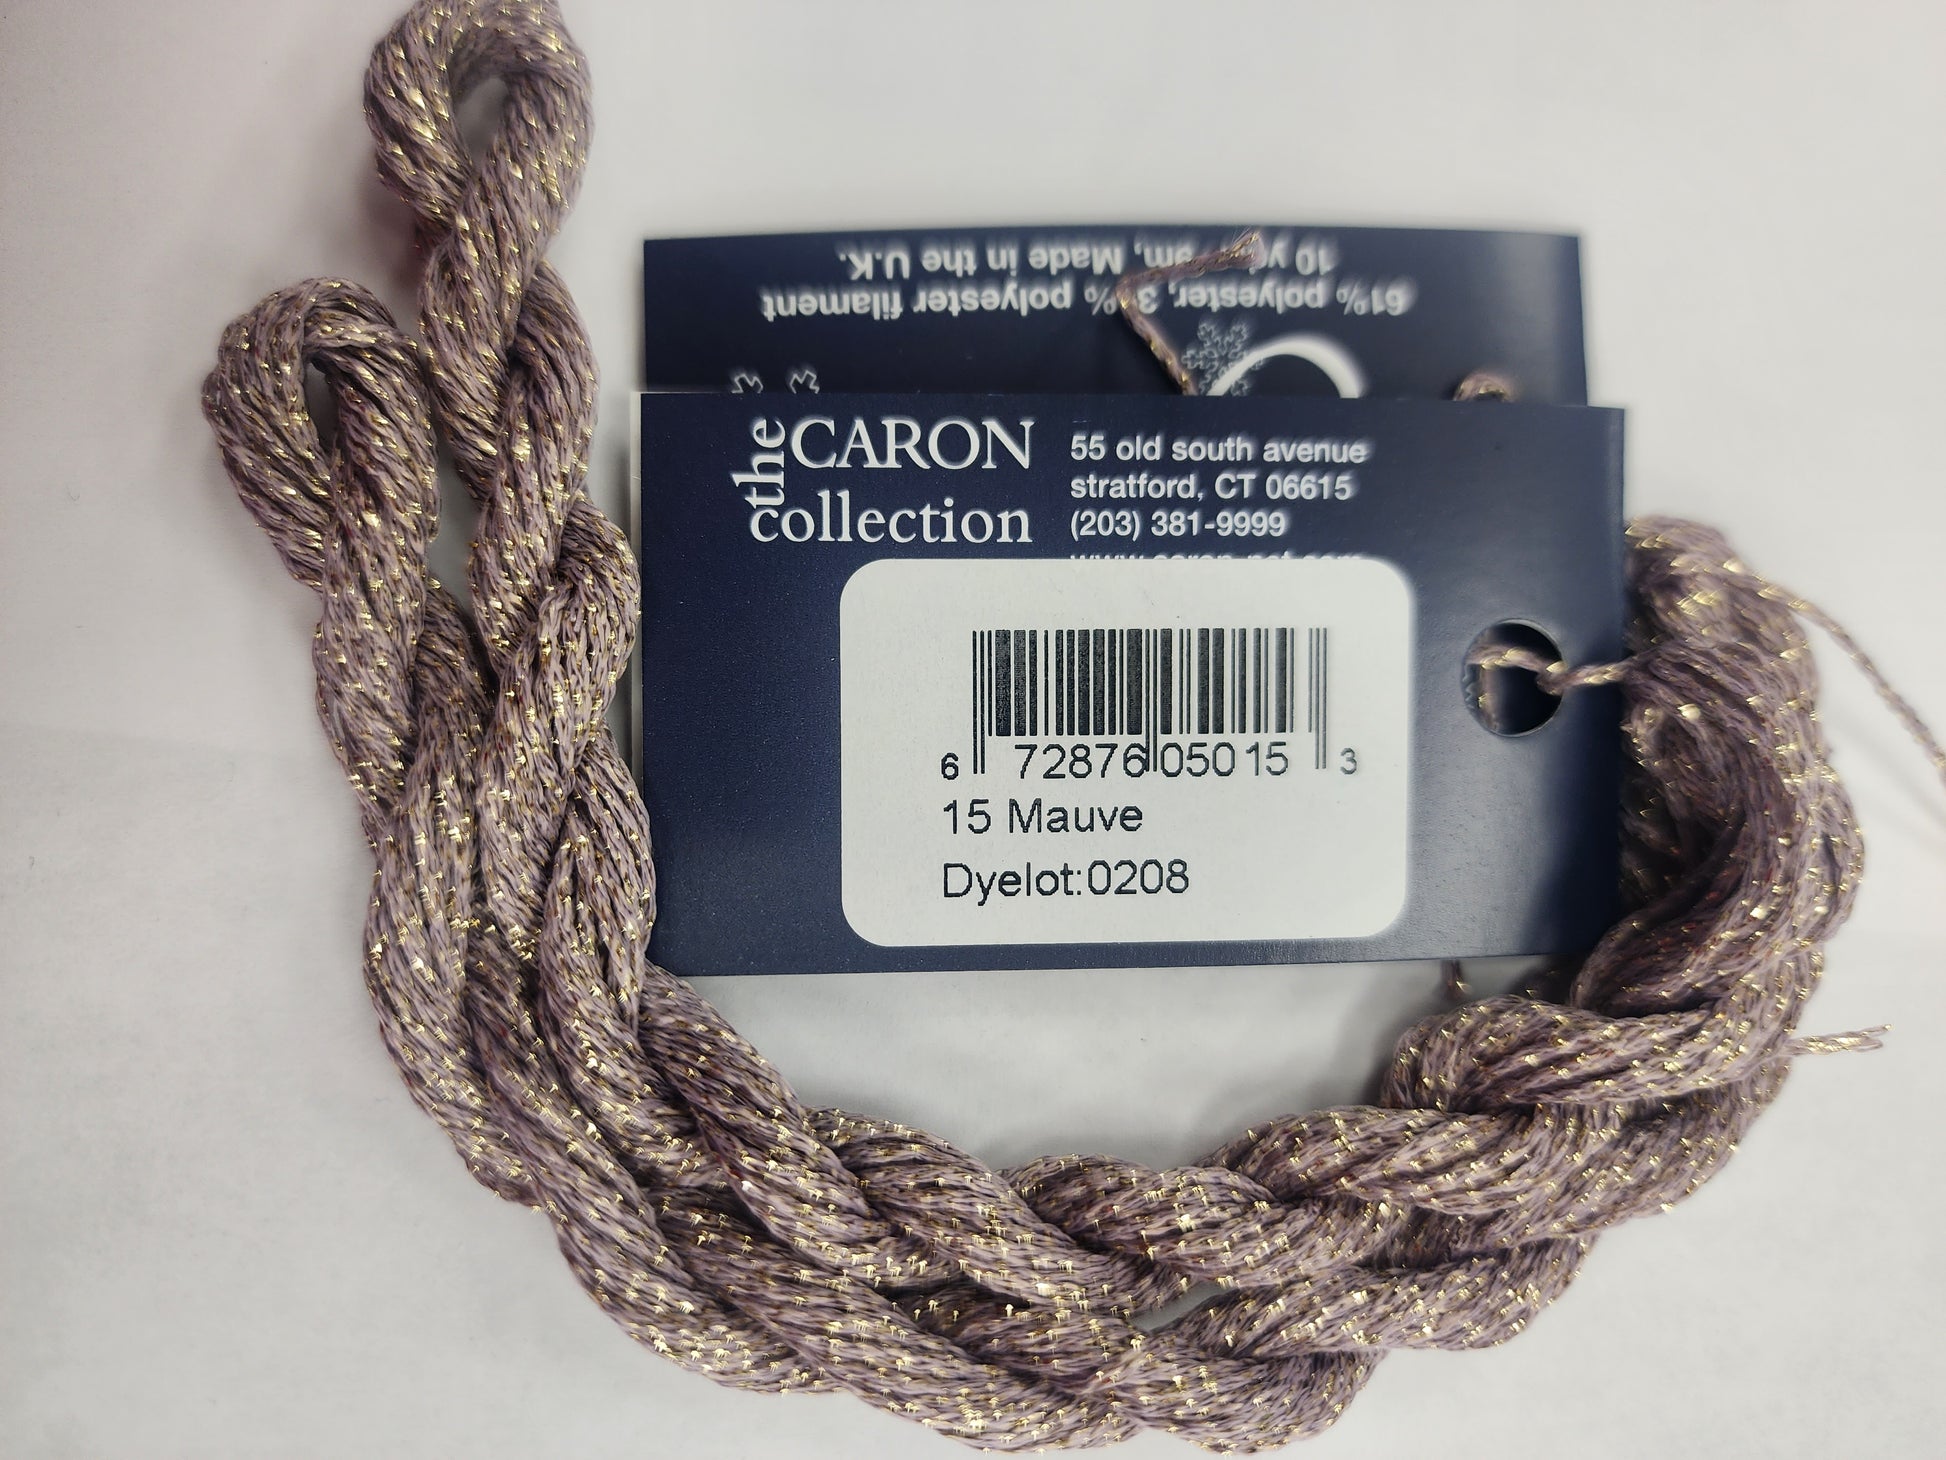 61% polyester, % polyester filament
10 9m, Made in the U.K.
the CARON
collection
55 old south avenue
stratford, CT 06615
(203) 381-9999
6 72876 05015 3
15 Mauve
Dyelot:0208